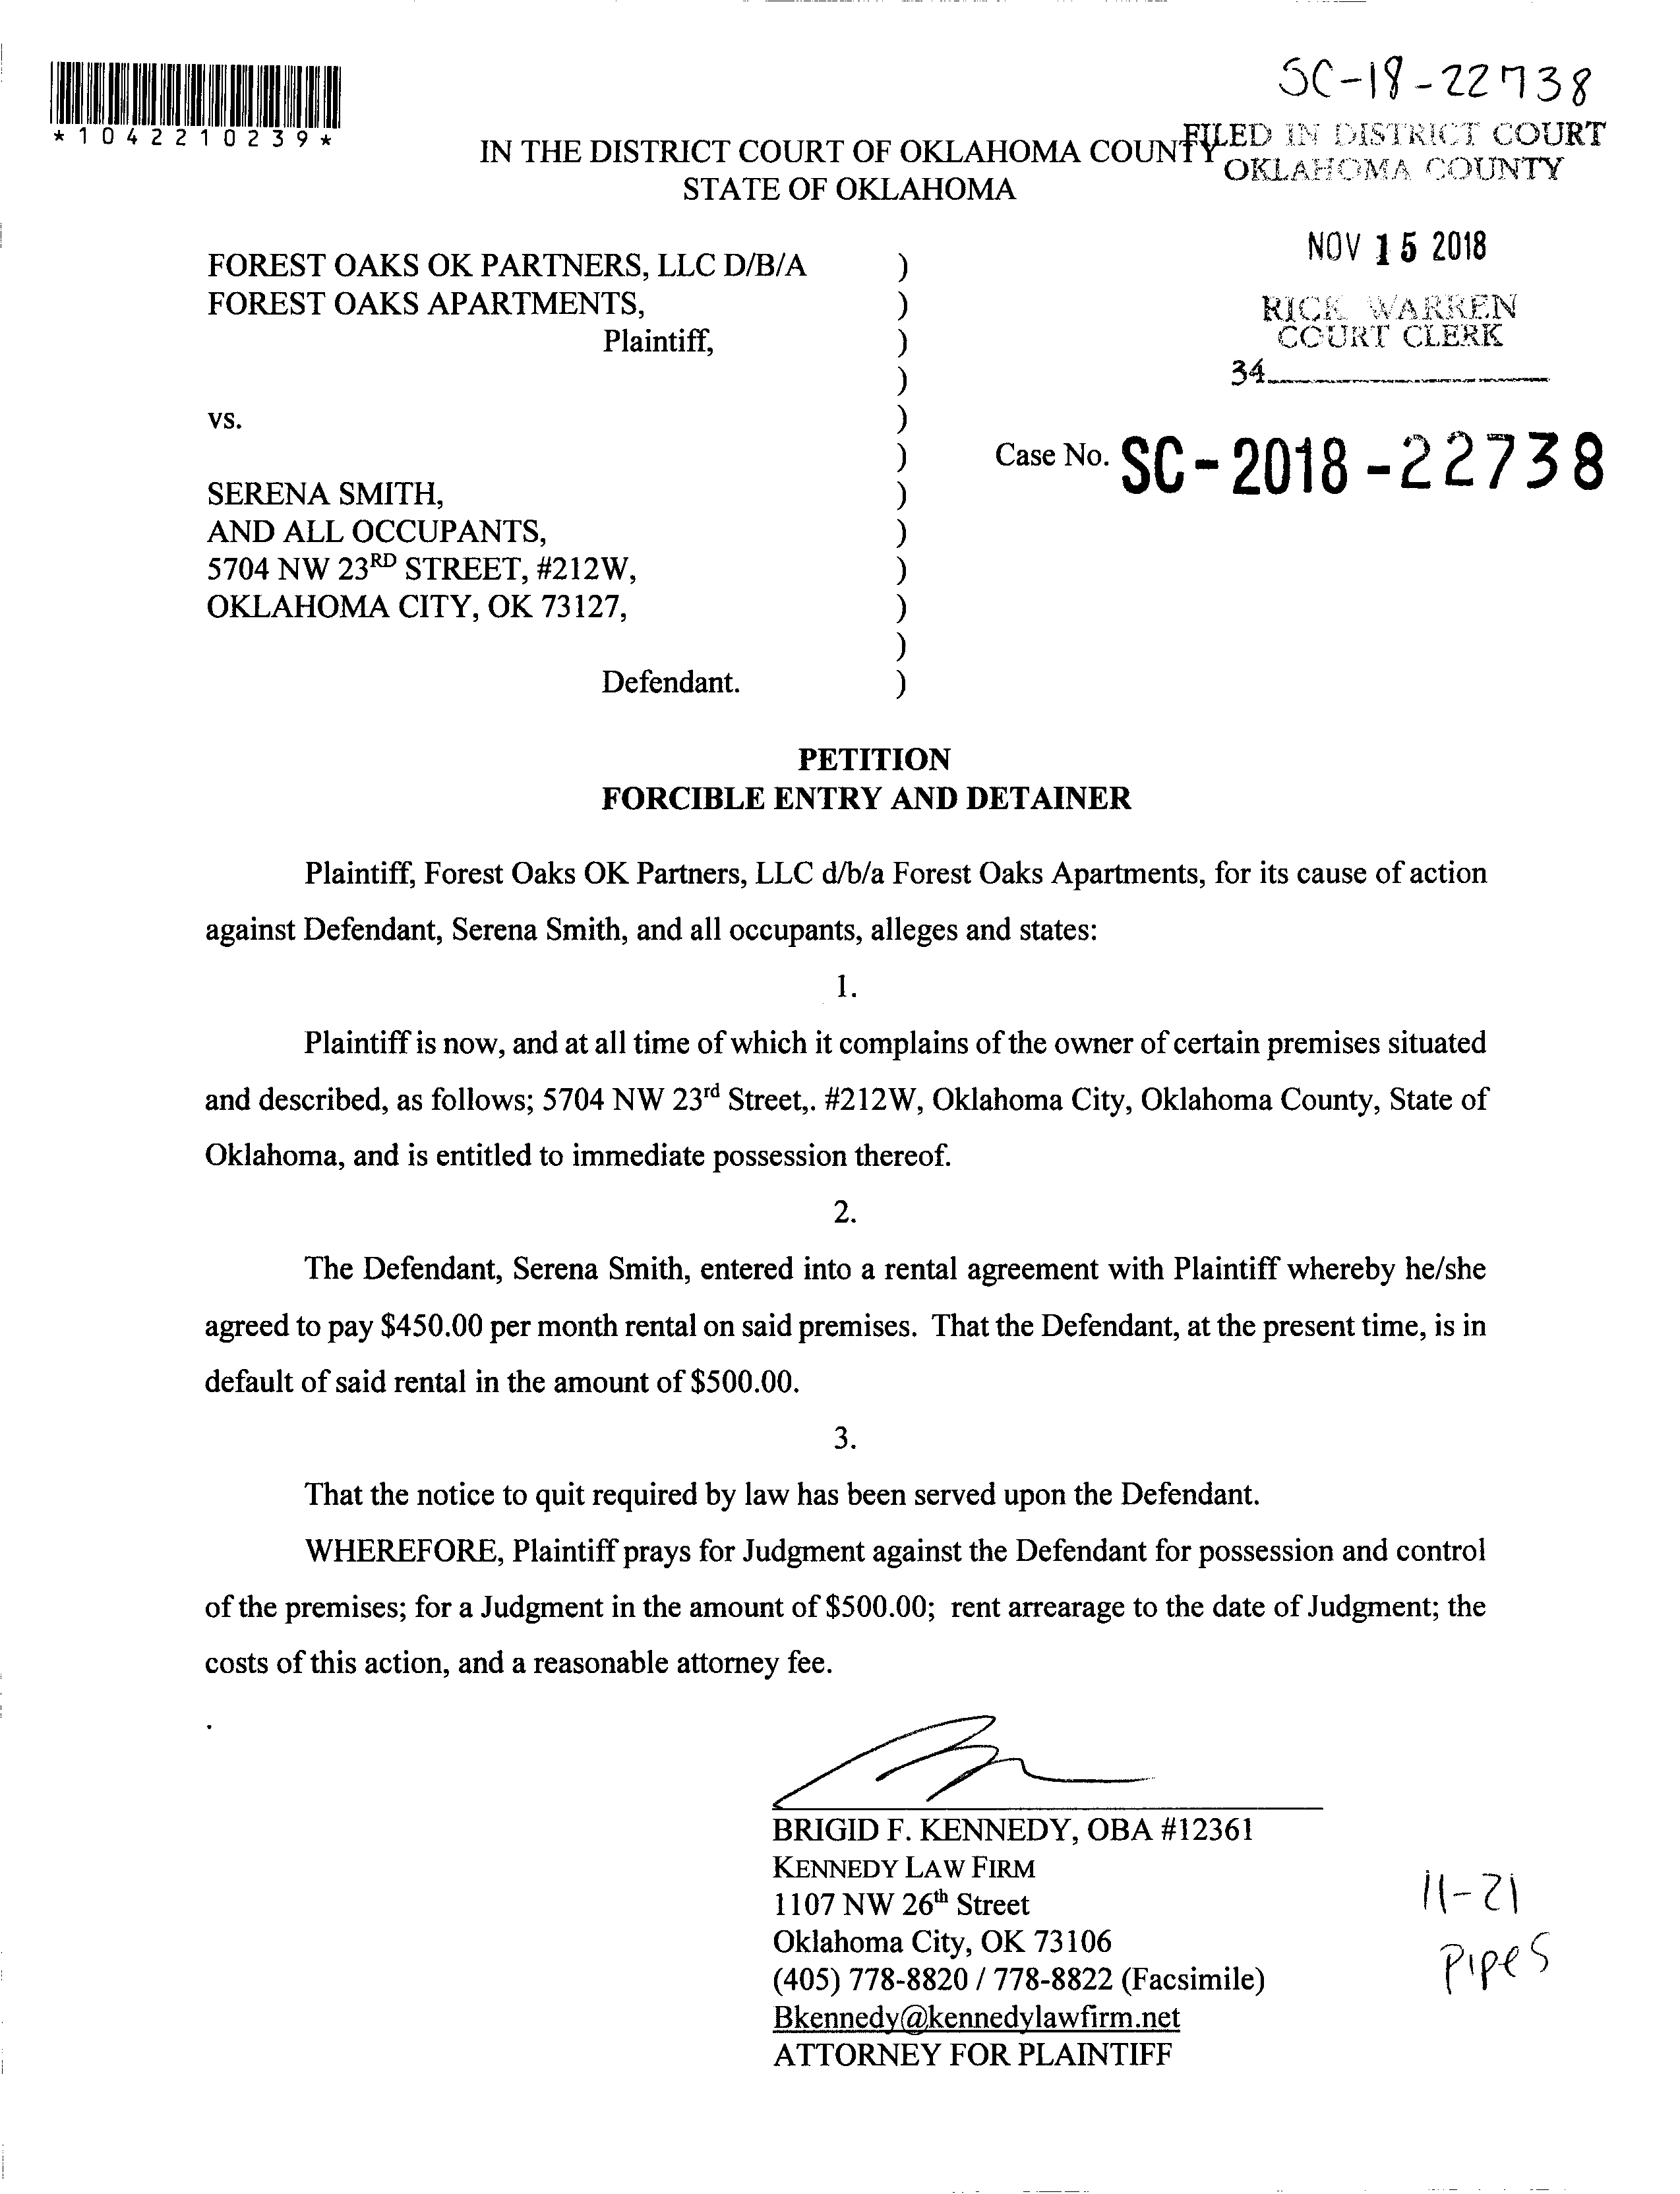 SC-18-22738
*1042210239*
IN THE DISTRICT COURT OF OKLAHOMA COUNTY
STATE OF OKLAHOMA
FILED IN DISTRICT COURT
OKLAHOMA COUNTY
NOV 15 2018
RICK WARREN
COURT CLERK
34
FOREST OAKS OK PARTNERS, LLC D/B/A )
FOREST OAKS APARTMENTS, )
Plaintiff, )
)
vs. )
) Case No. SC-2018-22738
SERENA SMITH, )
AND ALL OCCUPANTS, )
5704 NW 23RD STREET, #212W, )
OKLAHOMA CITY, OK 73127, )
)
Defendant. )
PETITION
FORCIBLE ENTRY AND DETAINER
Plaintiff, Forest Oaks OK Partners, LLC d/b/a Forest Oaks Apartments, for its cause of action
against Defendant, Serena Smith, and all occupants, alleges and states:
1.
Plaintiff is now, and at all time of which it complains of the owner of certain premises situated
and described, as follows; 5704 NW 23rd Street,. #212W, Oklahoma City, Oklahoma County, State of
Oklahoma, and is entitled to immediate possession thereof.
2.
The Defendant, Serena Smith, entered into a rental agreement with Plaintiff whereby he/she
agreed to pay $450.00 per month rental on said premises. That the Defendant, at the present time, is in
default of said rental in the amount of $500.00.
3.
That the notice to quit required by law has been served upon the Defendant.
WHEREFORE, Plaintiff prays for Judgment against the Defendant for possession and control
of the premises; for a Judgment in the amount of $500.00; rent arrearage to the date of Judgment; the
costs of this action, and a reasonable attorney fee.
.
BRIGID F. KENNEDY, OBA #12361
KENNEDY LAW FIRM
1107 NW 26th Street
Oklahoma City, OK 73106
(405) 778-8820 / 778-8822 (Facsimile)
Bkennedy@kennedylawfirm.net
ATTORNEY FOR PLAINTIFF
11-21
Pipes